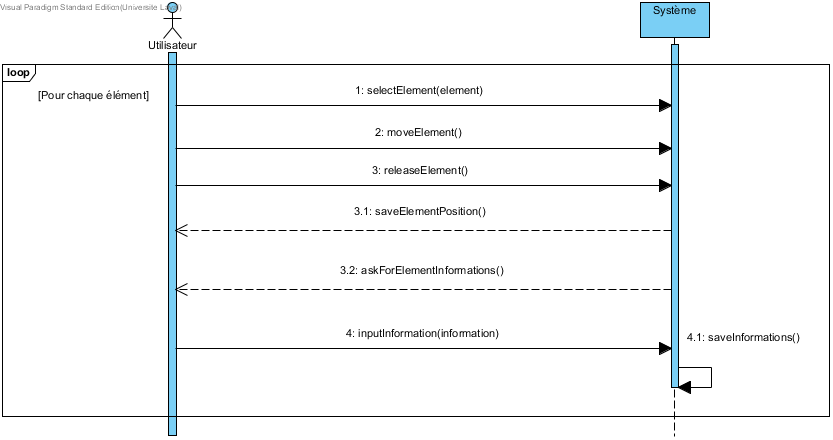 Visual Paradigm Standard Edition(Universite Laval)
Système
Utilisateur
loop
[Pour chaque élément]
1: selectElement(element)
2: moveElement()
3: releaseElement()
3.1: saveElementPosition()
3.2: askForElementInformations()
4: inputInformation(information)
4.1: saveInformations()